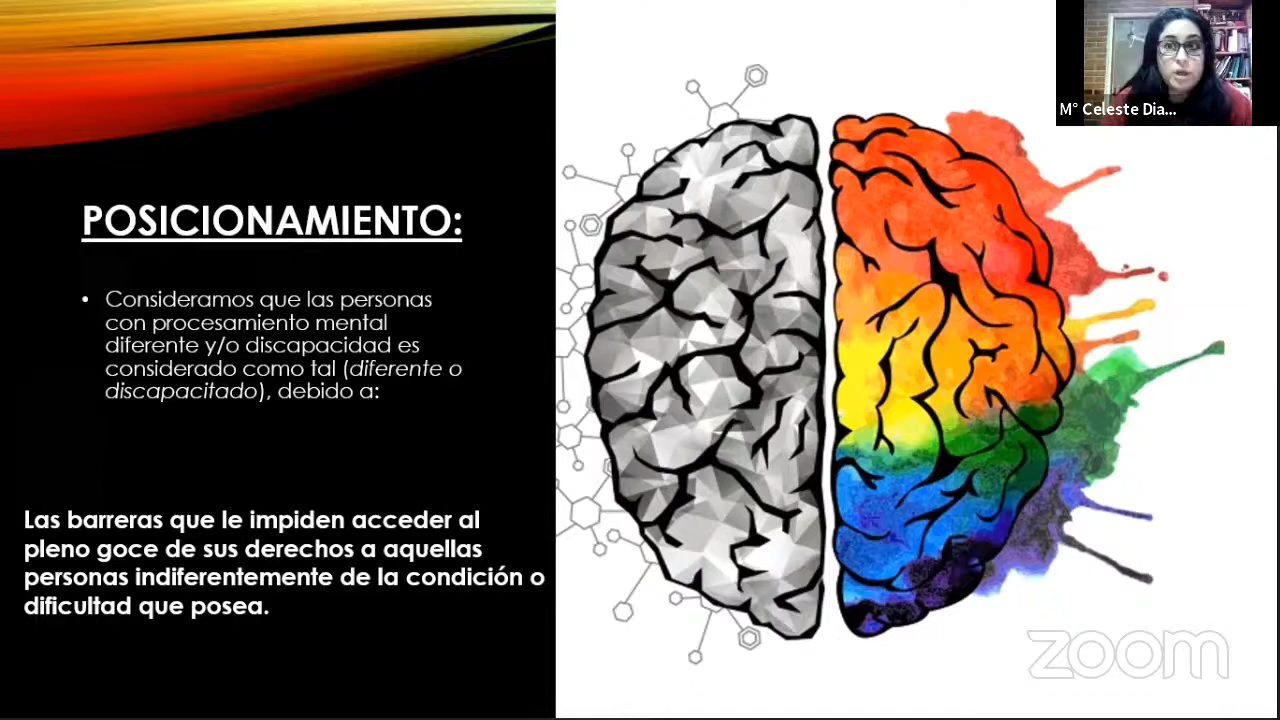 M° Celeste Dia...
POSICIONAMIENTO:
• Consideramos que las personas
con procesamiento mental
diferente y/o discapacidad es
considerado como tal (diferente o
discapacitado), debido a:
Las barreras que le impiden acceder al
pleno goce de sus derechos a aquellas
personas indiferentemente de la condición o
dificultad que posea.
zoom